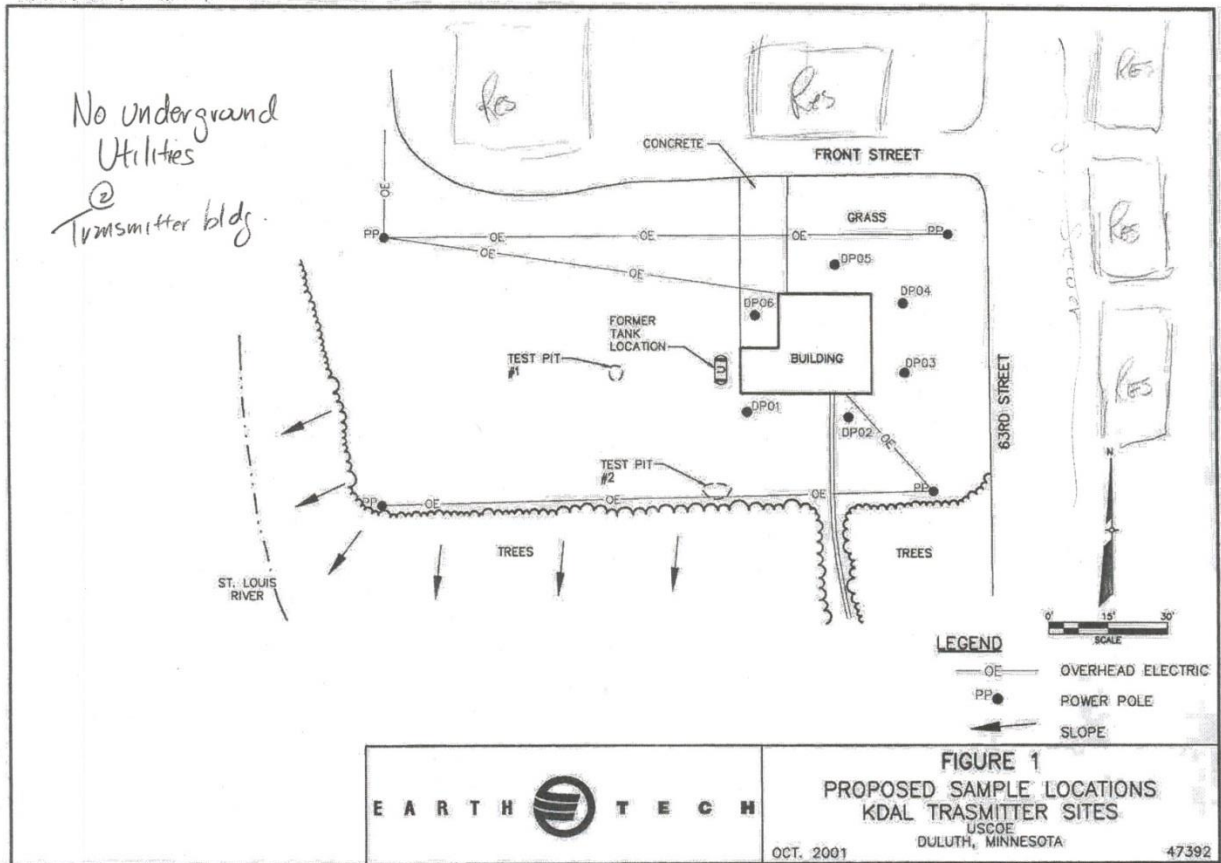 No underground
Utilities
@
Transmitter bldg.
Res
Res
RES
CONCRETE
FRONT STREET
GRASS
OE
PP
OE
OE
OE
PP
OE
OE
DP05
RES
DP04
DP06
FORMER
TANK
LOCATION
U
BUILDING
TEST PIT
#1
DP03
RES
63RD STREET
DP01
DP02
OE
N
TEST PIT
#2
PP
OE
OE
OE
PP
TREES
TREES
ST. LOUIS
RIVER
0' 15' 30'
SCALE
LEGEND
OE OVERHEAD ELECTRIC
PP POWER POLE
SLOPE
EARTH TECH
FIGURE 1
PROPOSED SAMPLE LOCATIONS
KDAL TRASMITTER SITES
USCOE
DULUTH, MINNESOTA
OCT. 2001
47392